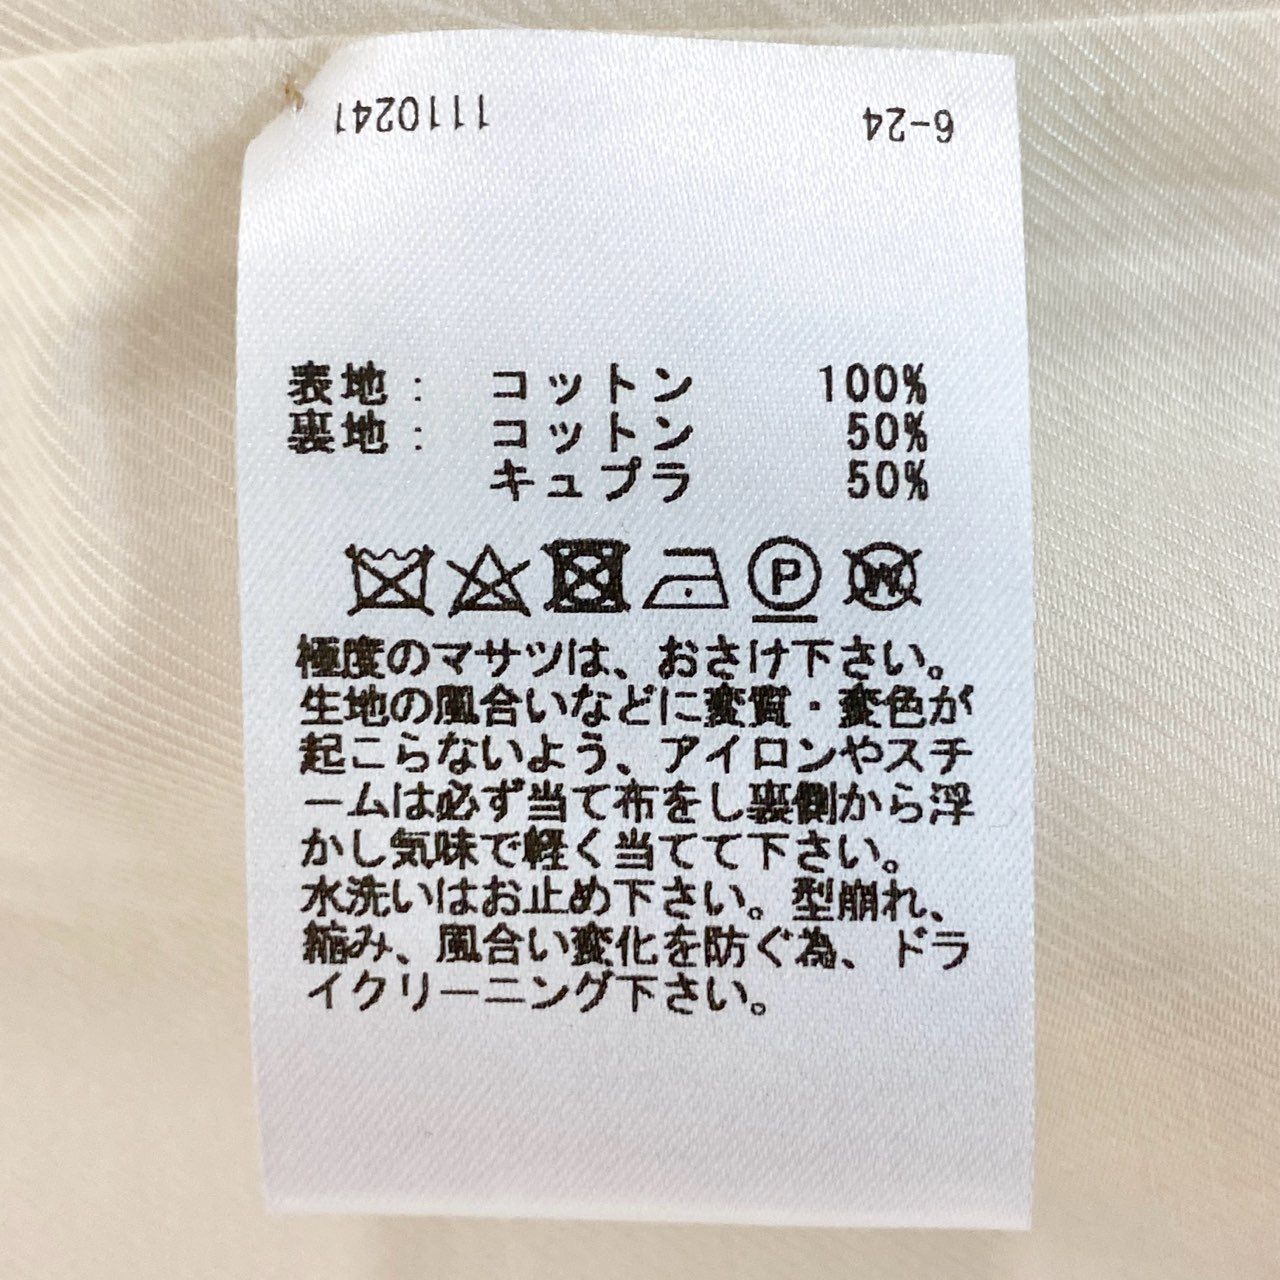 1110241
6-24
表地: コットン 100%
裏地: コットン 50%
キュプラ 50%
P W
極度のマサツは、おさけ下さい。
生地の風合いなどに変質・変色が
起こらないよう、アイロンやスチ
ームは必ず当て布をし裏側から浮
かし気味で軽く当てて下さい。
水洗いはお止め下さい。型崩れ、
縮み、風合い変化を防ぐ為、ドラ
イクリーニング下さい。